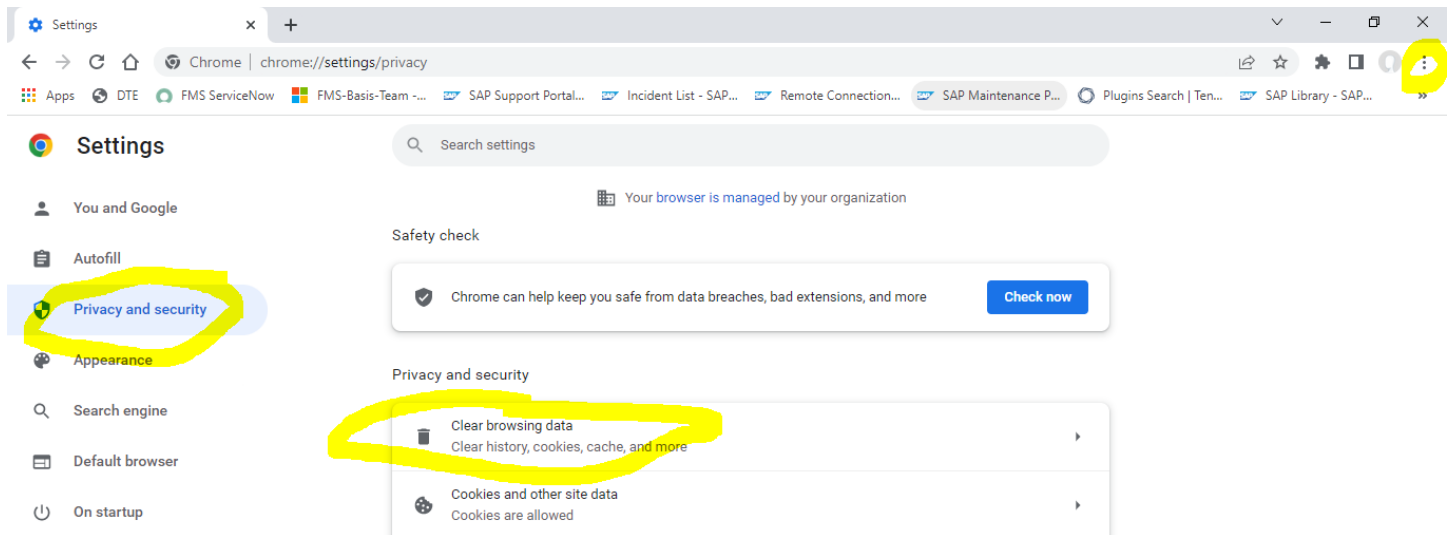 Settings
Chrome | chrome://settings/privacy
Apps DTE FMS ServiceNow FMS-Basis-Team -... SAP Support Portal... Incident List - SAP... Remote Connection... SAP Maintenance P... Plugins Search | Ten... SAP Library - SAP... »
Settings
Search settings
You and Google
Your browser is managed by your organization
Safety check
Autofill
Chrome can help keep you safe from data breaches, bad extensions, and more
Check now
Privacy and security
Appearance
Privacy and security
Search engine
Clear browsing data
Clear history, cookies, cache, and more
Default browser
Cookies and other site data
Cookies are allowed
On startup